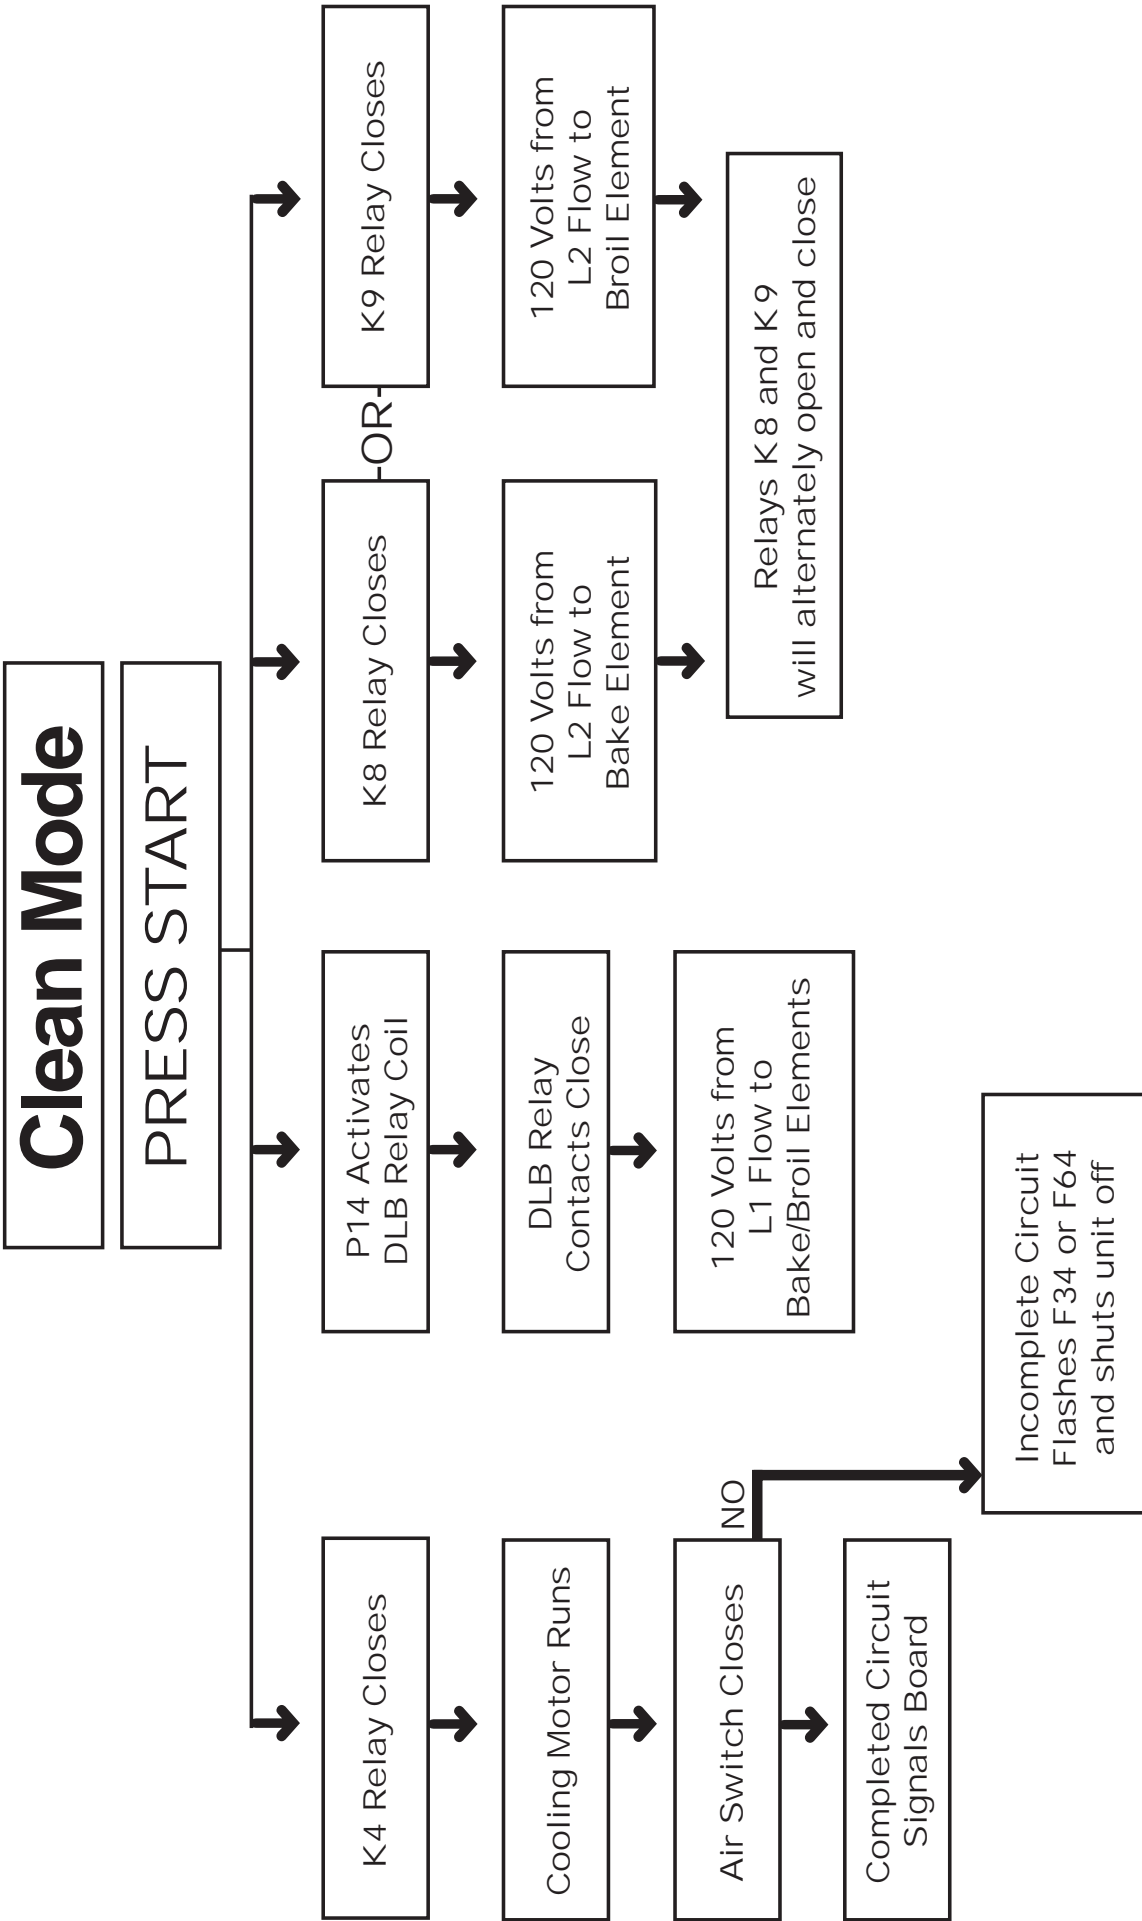 Clean Mode
PRESS START
K4 Relay Closes
Cooling Motor Runs
Air Switch Closes
NO
Completed Circuit
Signals Board
Incomplete Circuit
Flashes F34 or F64
and shuts unit off
P14 Activates
DLB Relay Coil
DLB Relay
Contacts Close
120 Volts from
L1 Flow to
Bake/Broil Elements
K8 Relay Closes
OR
K9 Relay Closes
120 Volts from
L2 Flow to
Bake Element
120 Volts from
L2 Flow to
Broil Element
Relays K8 and K9
will alternately open and close